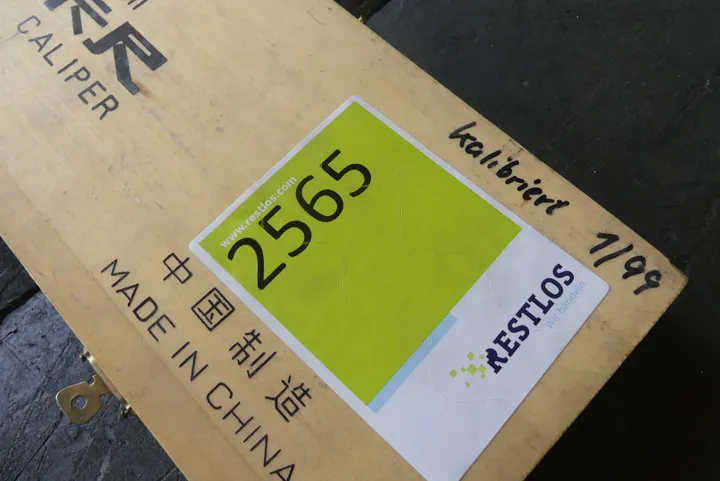 CALIPER
www.restlos.com
2565
RESTLOS
Wir handeln
kalibriert
1/99
中国制造
MADE IN CHINA